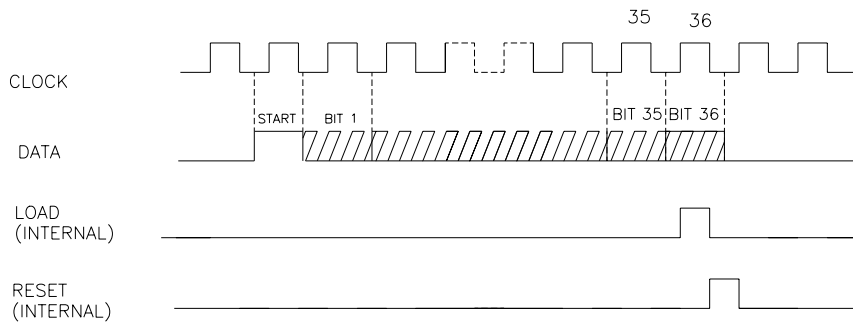 35 36
CLOCK
START BIT 1 BIT 35 BIT 36
DATA
LOAD
(INTERNAL)
RESET
(INTERNAL)